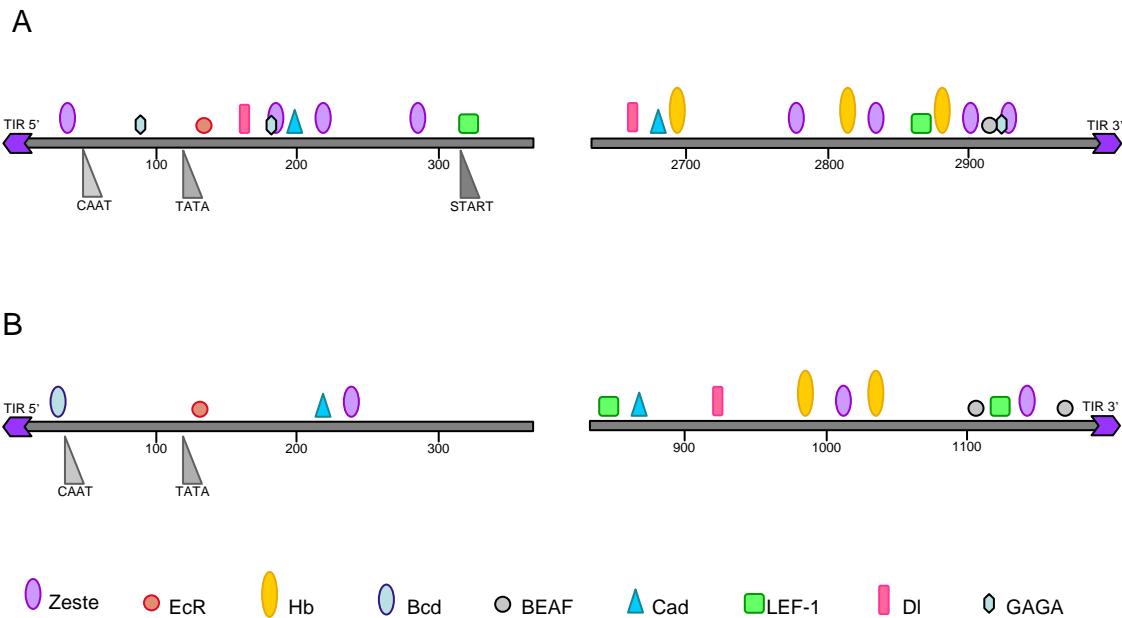 A
TIR 5’ TIR 3’
100 200 300 2700 2800 2900
CAAT TATA START
B
TIR 5’ TIR 3’
100 200 300 900 1000 1100
CAAT TATA
Zeste EcR Hb Bcd BEAF Cad LEF-1 Dl GAGA